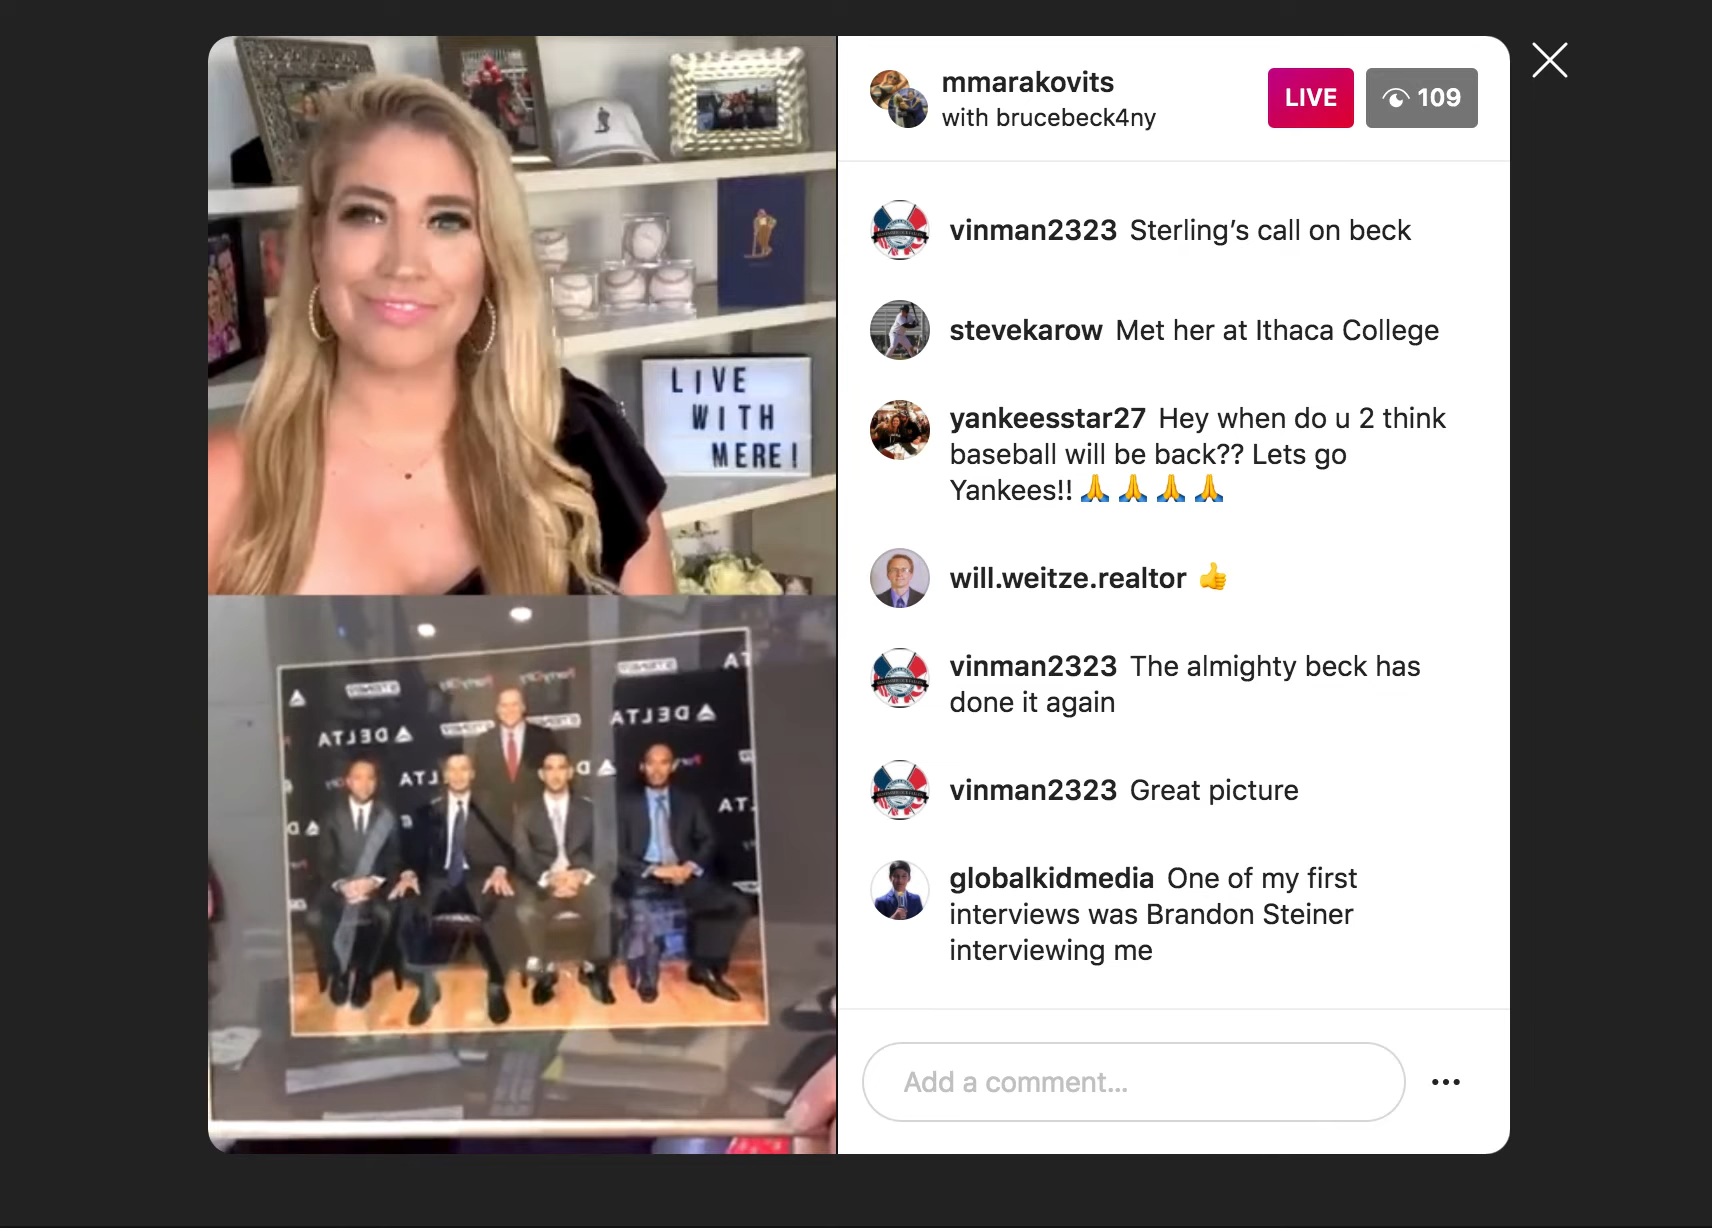 mmarakovits
with brucebeck4ny
LIVE
109
vinman2323 Sterling’s call on beck
stevekarow Met her at Ithaca College
yankeesstar27 Hey when do u 2 think
baseball will be back?? Lets go
Yankees!! 🙏 🙏 🙏 🙏
will.weitze.realtor 👍
vinman2323 The almighty beck has
done it again
vinman2323 Great picture
globalkidmedia One of my first
interviews was Brandon Steiner
interviewing me
Add a comment...
LIVE
WITH
MERE!
DELTA
DELTA